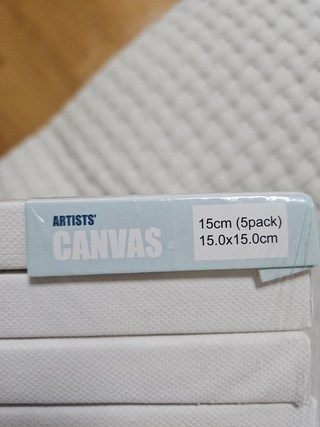 ARTISTS'
CANVAS
15cm (5pack)
15.0x15.0cm